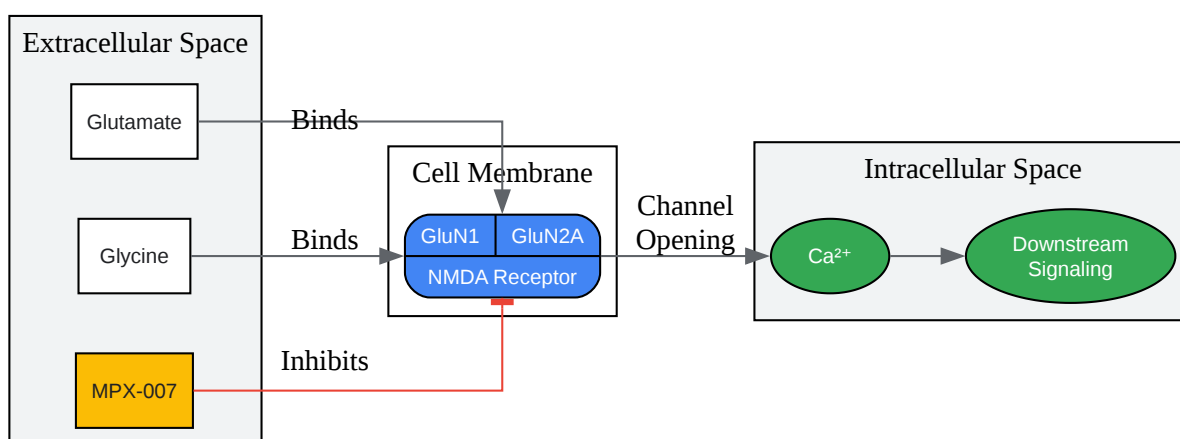 Extracellular Space
Glutamate
Binds
Cell Membrane
GluN1
GluN2A
NMDA Receptor
Glycine
Binds
MPX-007
Inhibits
Channel
Opening
Intracellular Space
Ca²⁺
Downstream
Signaling